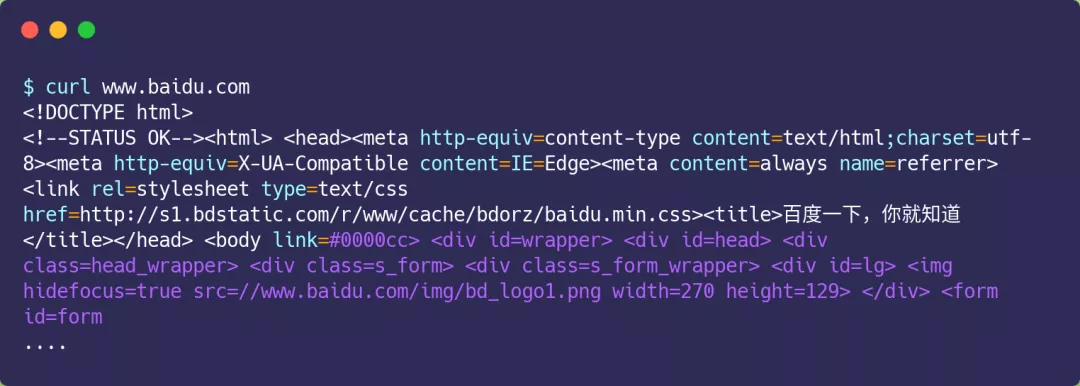 $ curl www.baidu.com
<!DOCTYPE html>
<!--STATUS OK--><html> <head><meta http-equiv=content-type content=text/html;charset=utf-
8><meta http-equiv=X-UA-Compatible content=IE=Edge><meta content=always name=referrer>
<link rel=stylesheet type=text/css
href=http://s1.bdstatic.com/r/www/cache/bdorz/baidu.min.css><title>百度一下，你就知道
</title></head> <body link=#0000cc> <div id=wrapper> <div id=head> <div
class=head_wrapper> <div class=s_form> <div class=s_form_wrapper> <div id=lg> <img
hidefocus=true src=//www.baidu.com/img/bd_logo1.png width=270 height=129> </div> <form
id=form
....